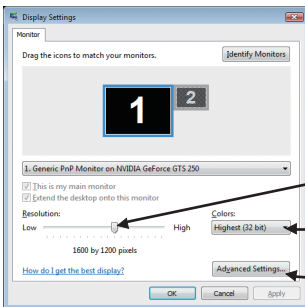 Display Settings
Monitor
Drag the icons to match your monitors.
Identify Monitors
1
2
1. Generic PnP Monitor on NVIDIA GeForce GTS 250
This is my main monitor
Extend the desktop onto this monitor
Resolution:
Colors:
Low
High
Highest (32 bit)
1600 by 1200 pixels
How do I get the best display?
Advanced Settings...
OK
Cancel
Apply